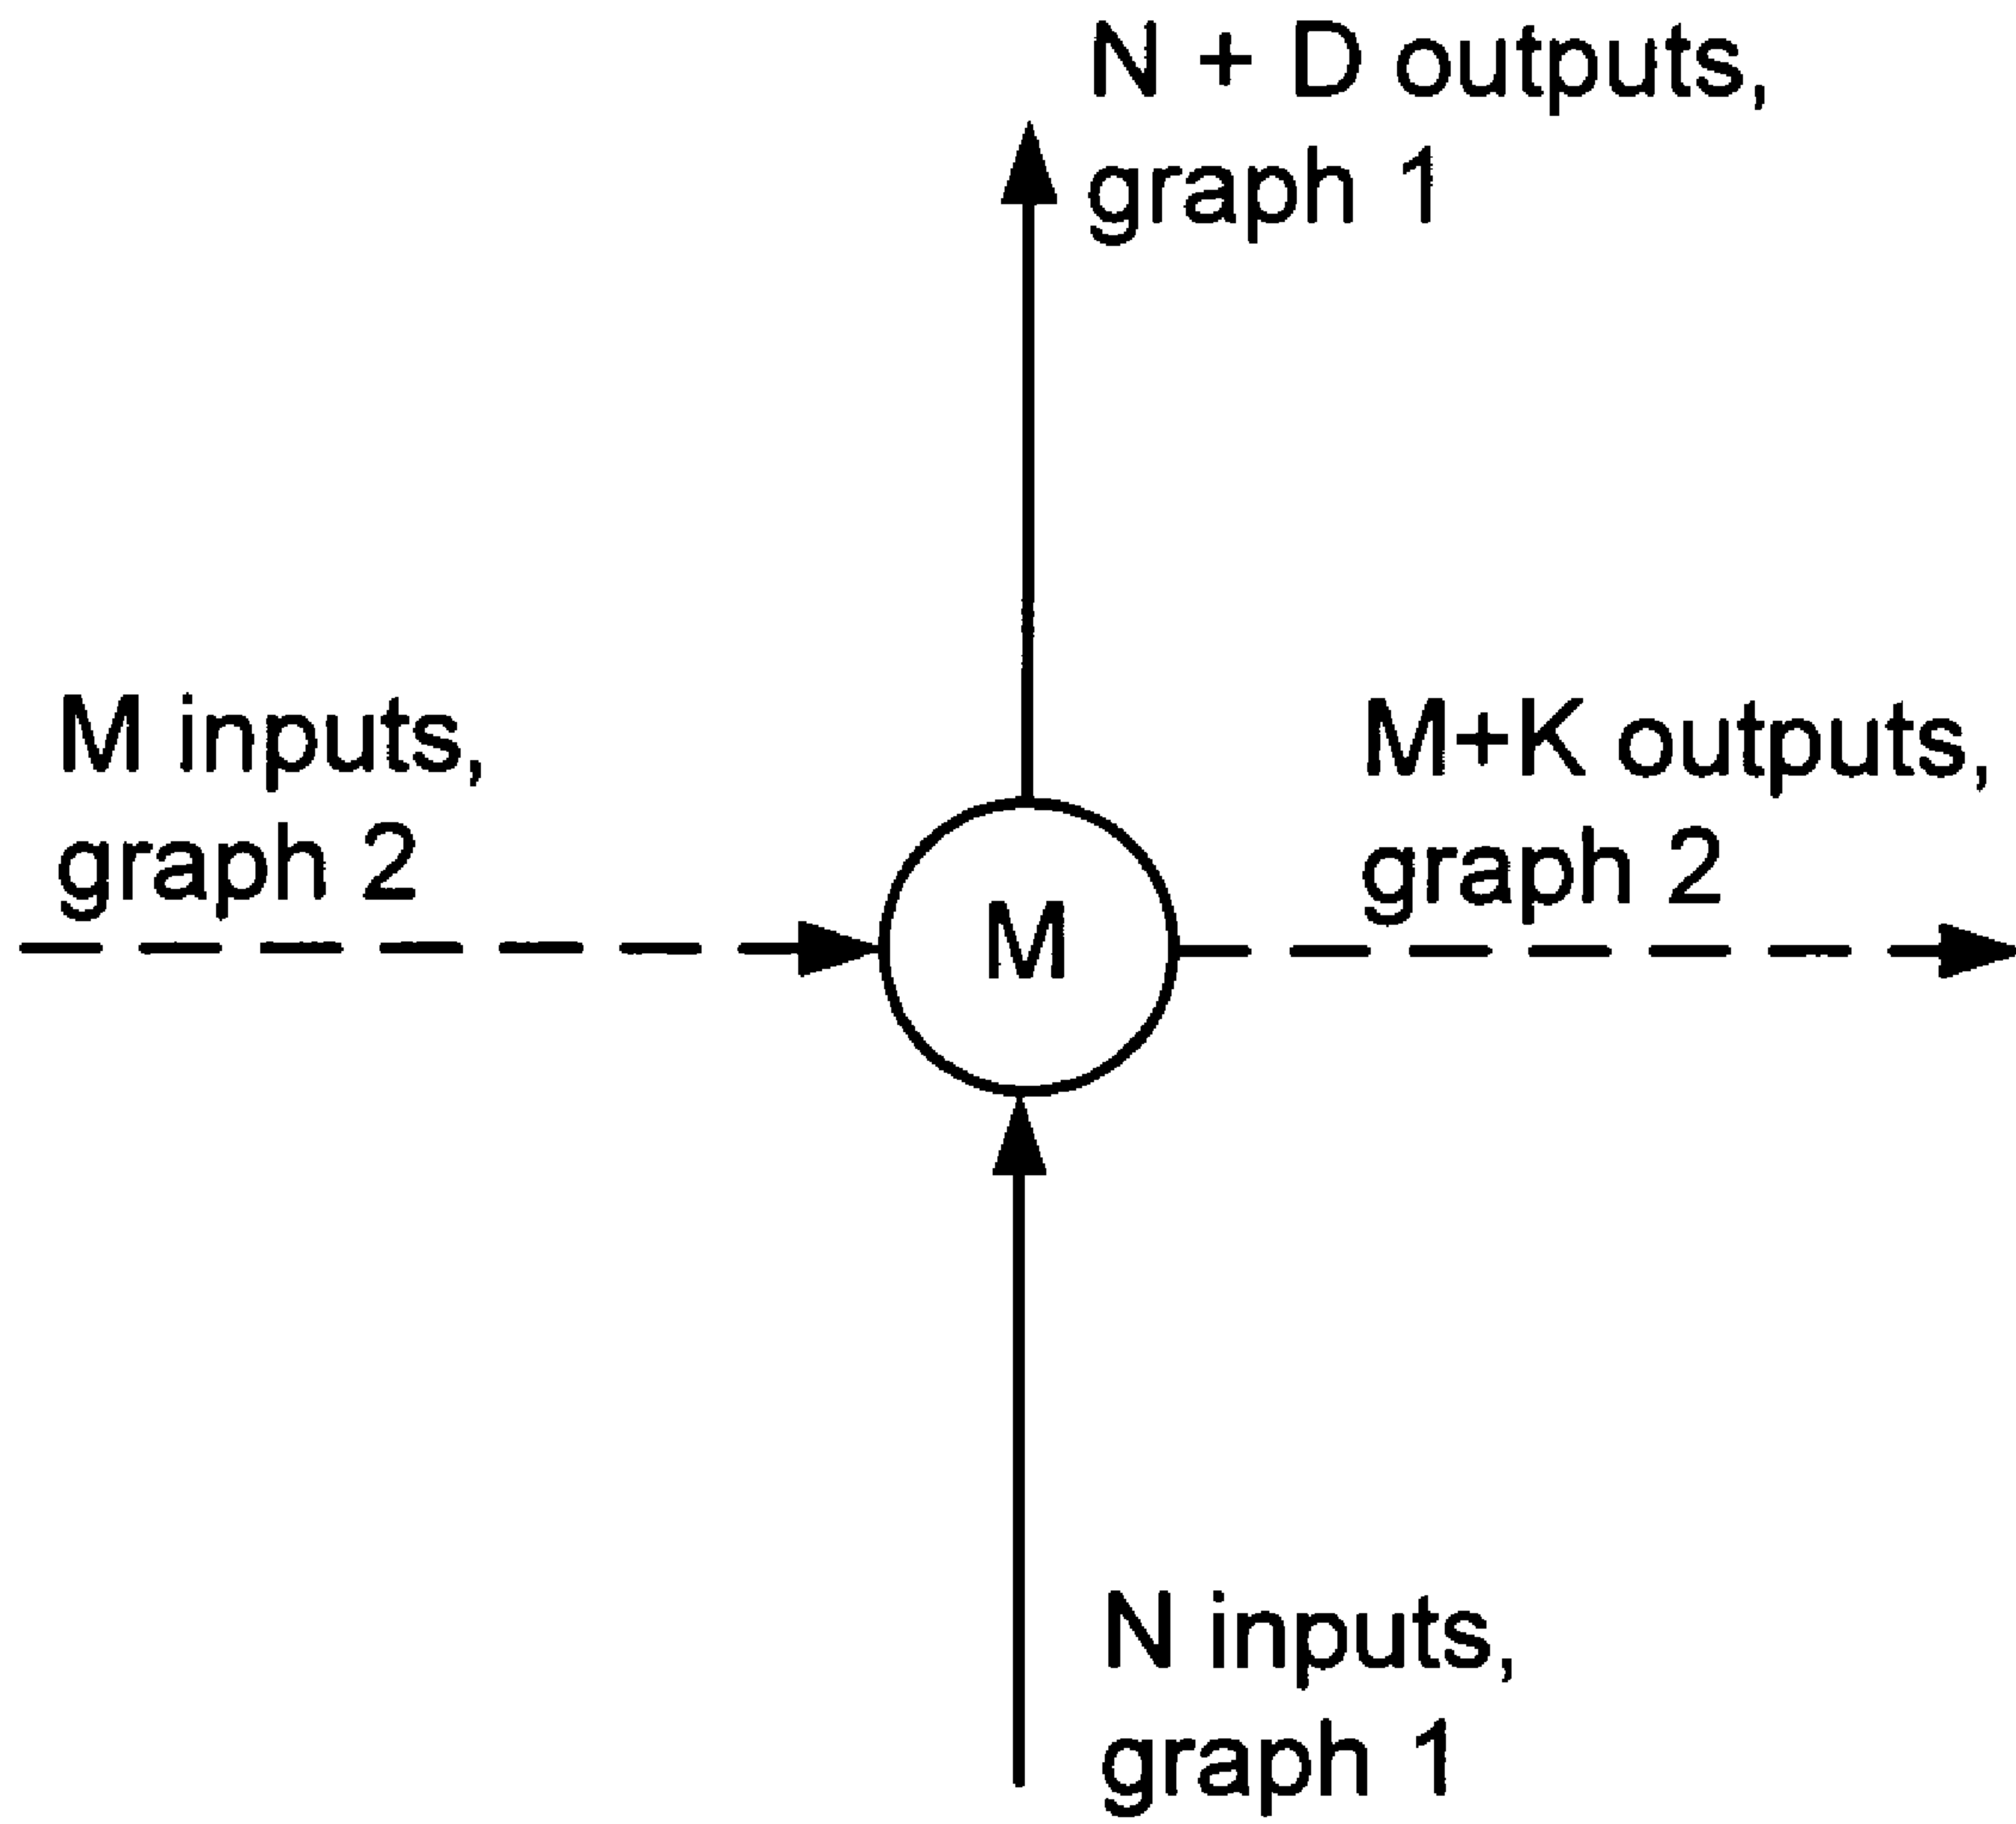 N + D outputs,
graph 1
M inputs,
graph 2
M+K outputs,
graph 2
M
N inputs,
graph 1